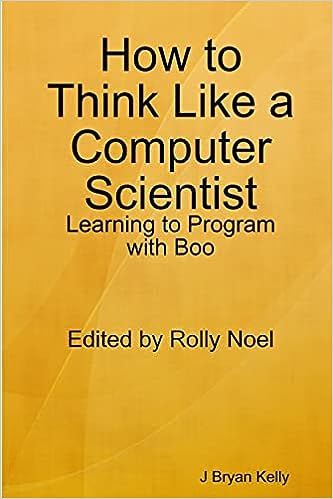 How to
Think Like a
Computer
Scientist
Learning to Program
with Boo
Edited by Rolly Noel
J Bryan Kelly